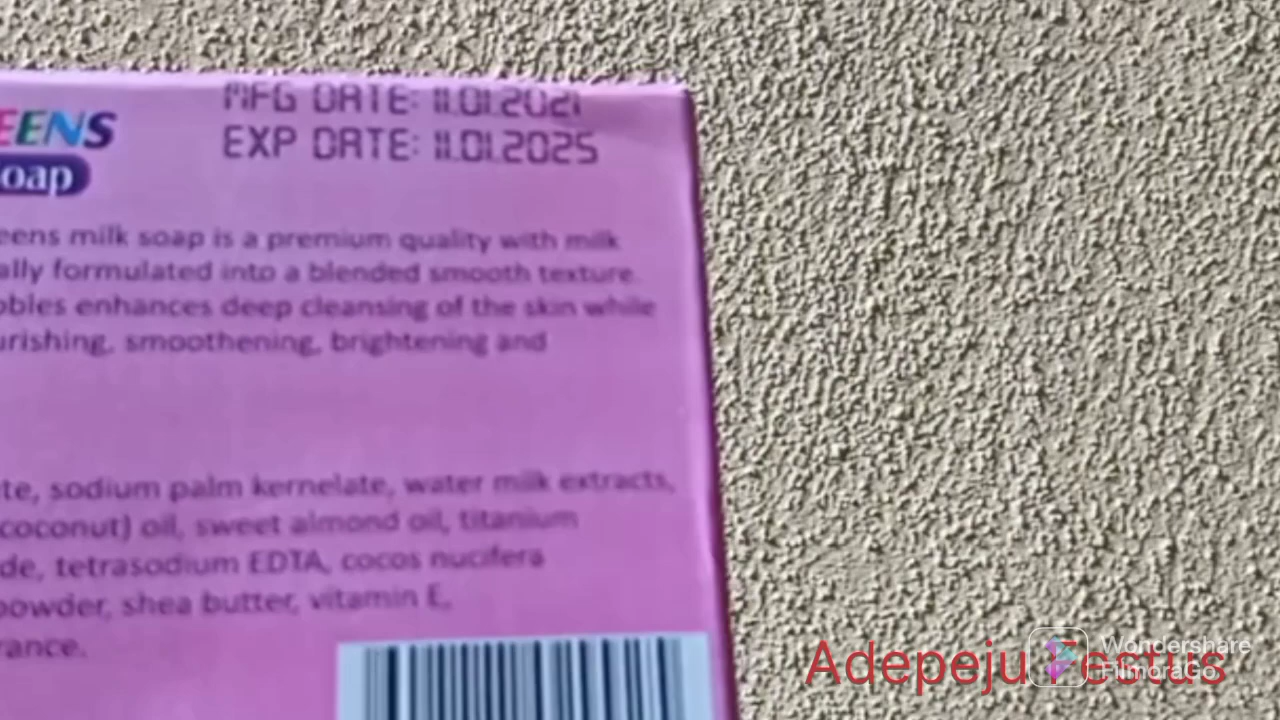 MFG DATE: 11.01.2021
EENS
EXP DATE: 11.01.2025
oap
eens milk soap is a premium quality with milk
ally formulated into a blended smooth texture.
bbles enhances deep cleansing of the skin while
urishing, smoothening, brightening and
te, sodium palm kernelate, water milk extracts,
coconut) oil, sweet almond oil, titanium
de, tetrasodium EDTA, cocos nucifera
powder, shea butter, vitamin E,
rance.
Adepeju Festus
Wondershare
FilmoraGo